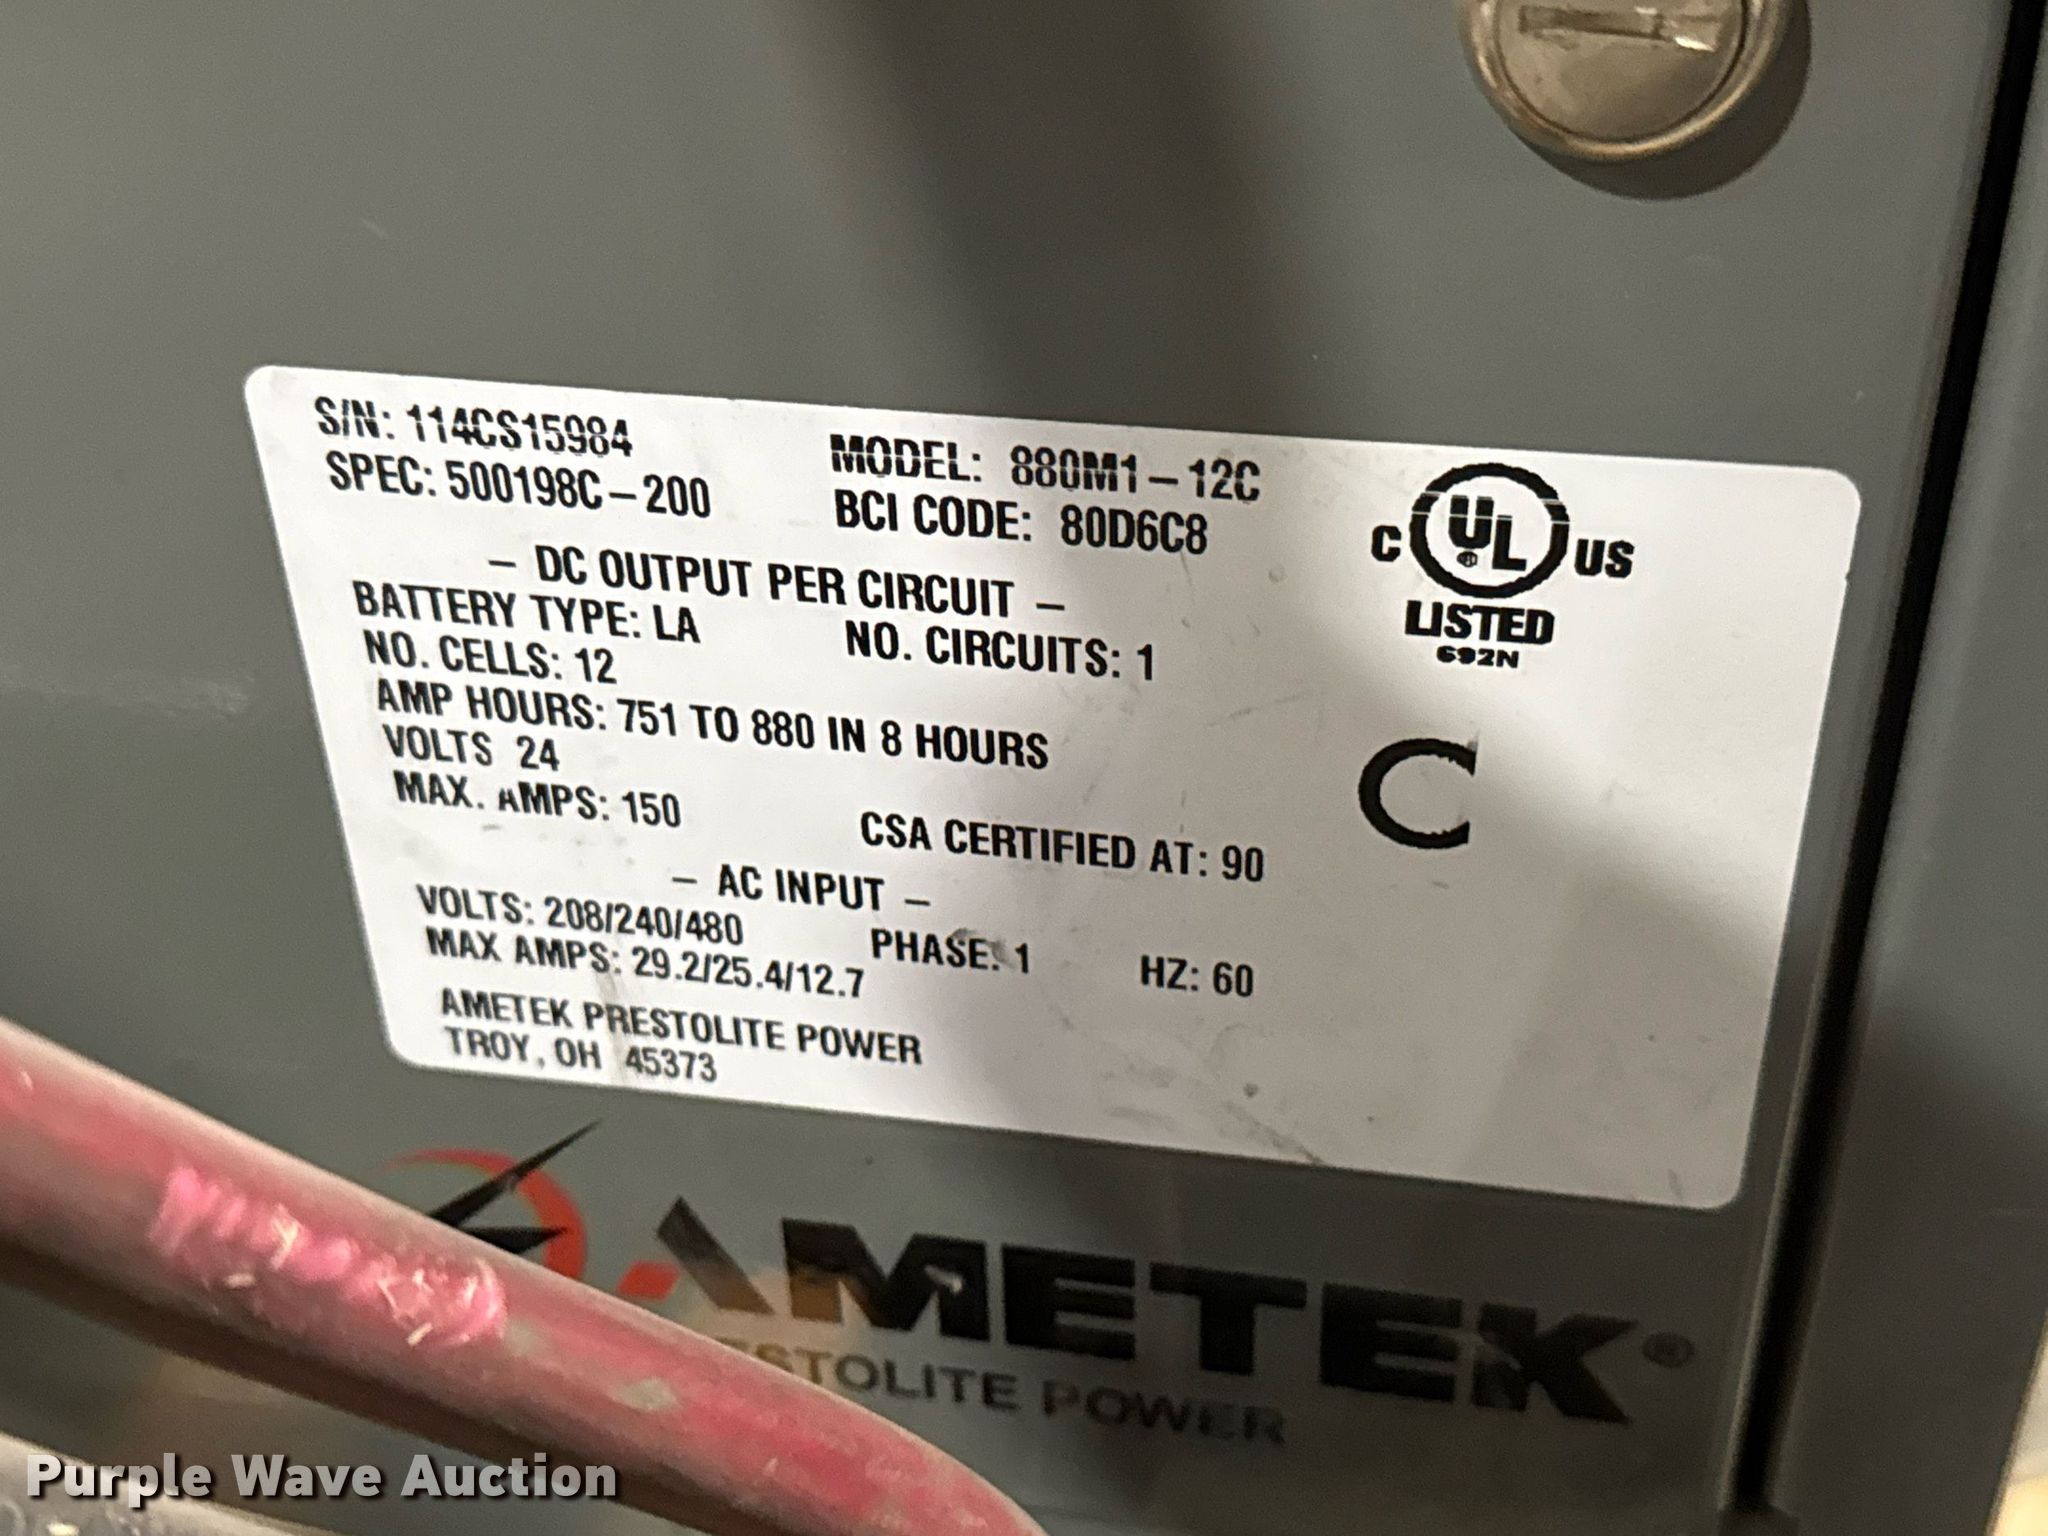 S/N: 114CS15984
SPEC: 500198C-200
MODEL: 880M1-12C
BCI CODE: 80D6C8
- DC OUTPUT PER CIRCUIT -
BATTERY TYPE: LA
NO. CIRCUITS: 1
NO. CELLS: 12
AMP HOURS: 751 TO 880 IN 8 HOURS
VOLTS 24
MAX. AMPS: 150
CSA CERTIFIED AT: 90
- AC INPUT -
VOLTS: 208/240/480
PHASE: 1
HZ: 60
MAX AMPS: 29.2/25.4/12.7
AMETEK PRESTOLITE POWER
TROY, OH 45373
C UL US
LISTED
692N
C
AMETEK®
POWER
Purple Wave Auction